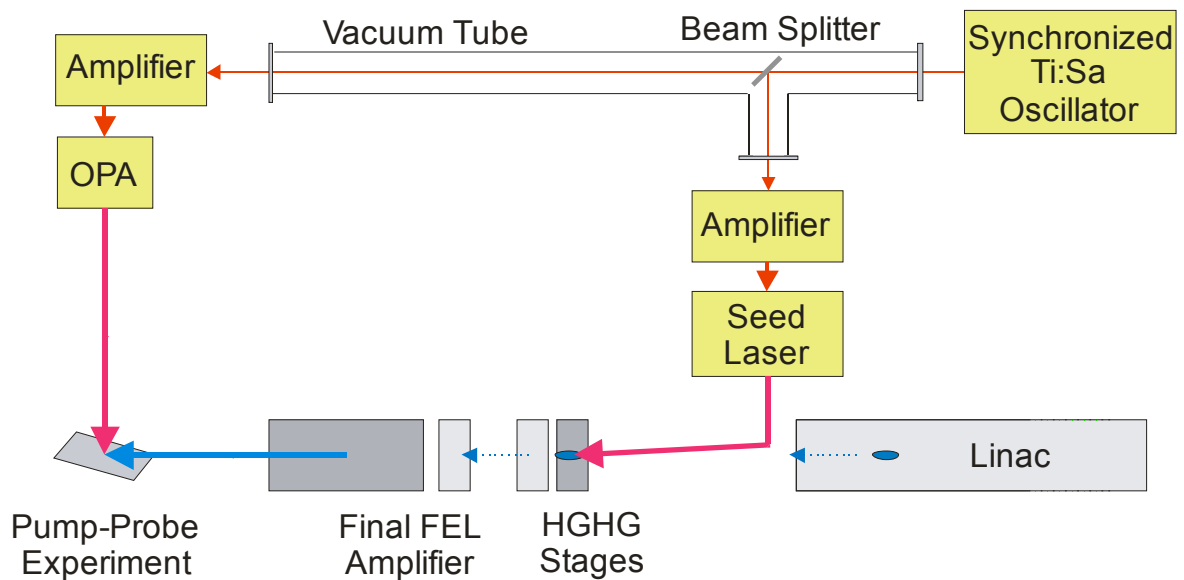 Vacuum Tube
Beam Splitter
Synchronized
Ti:Sa
Oscillator
Amplifier
OPA
Amplifier
Seed
Laser
Linac
Pump-Probe
Experiment
Final FEL
Amplifier
HGHG
Stages